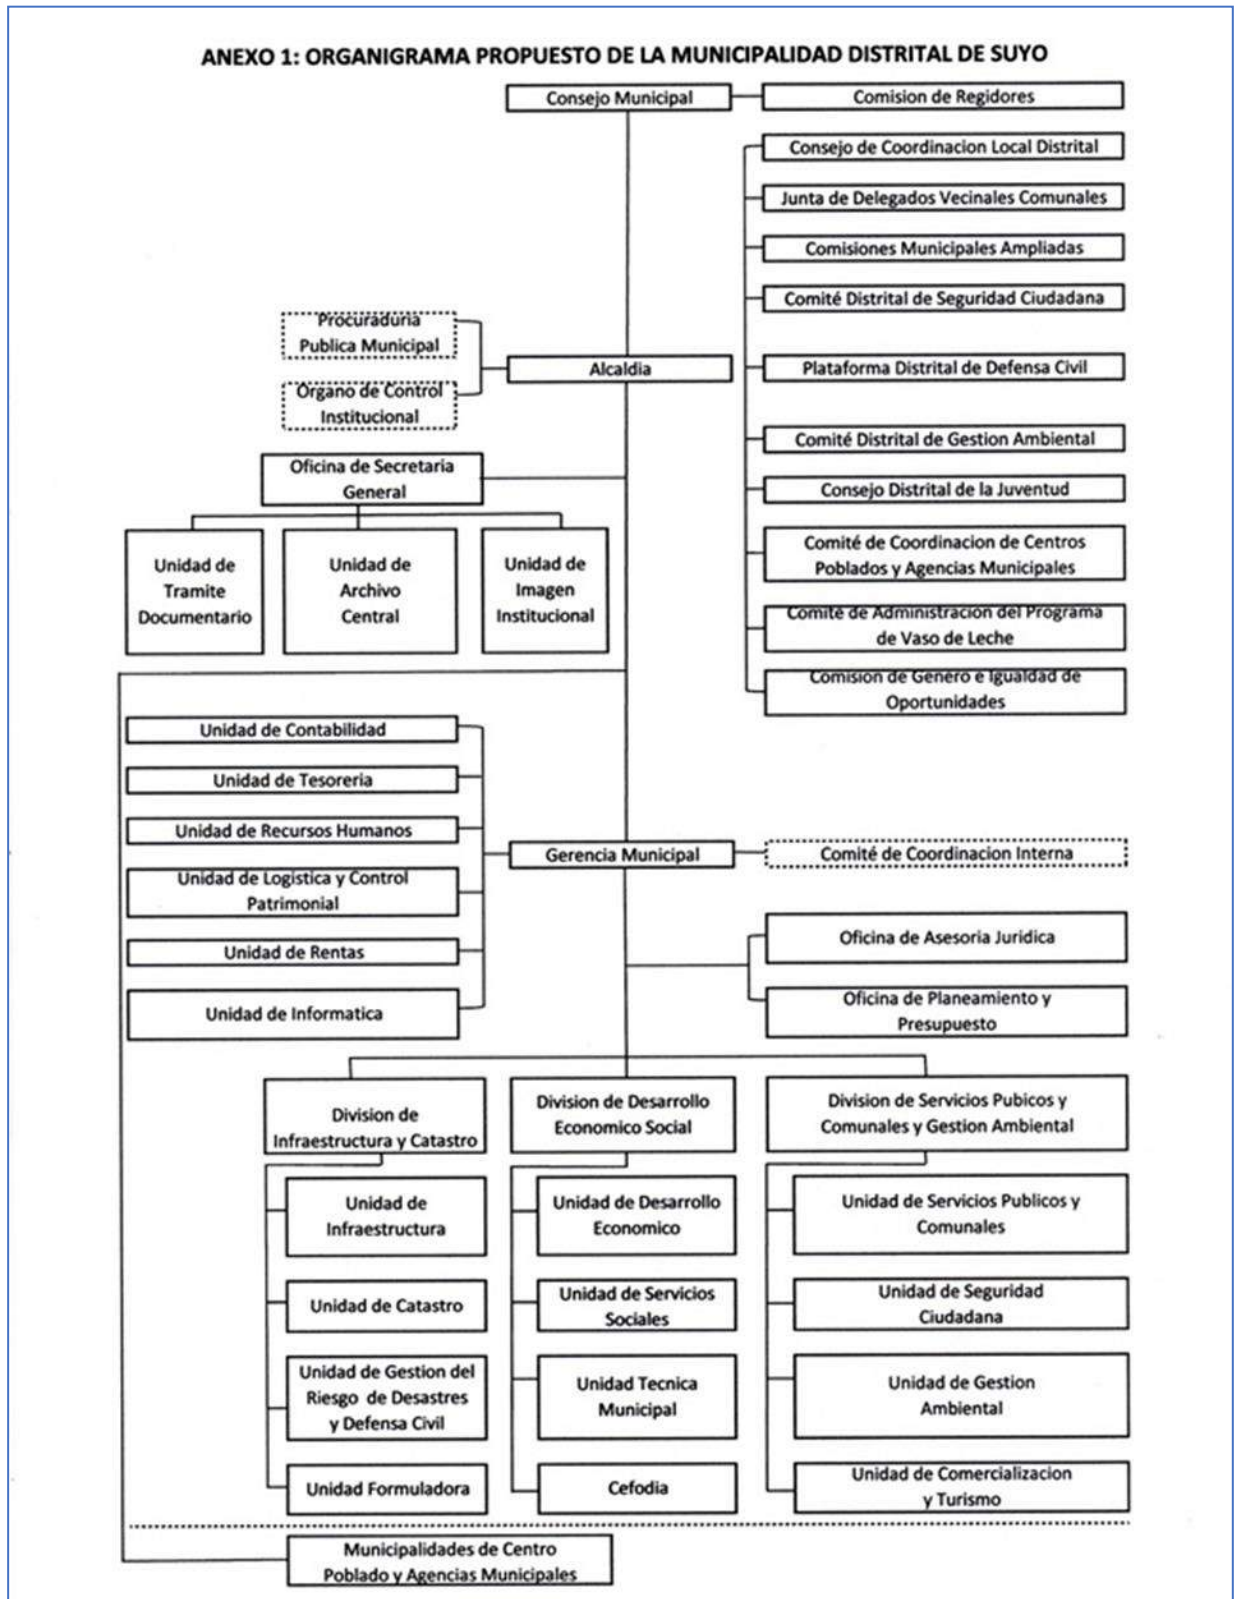 ANEXO 1: ORGANIGRAMA PROPUESTO DE LA MUNICIPALIDAD DISTRITAL DE SUYO
Consejo Municipal
Comision de Regidores
Consejo de Coordinacion Local Distrital
Junta de Delegados Vecinales Comunales
Comisiones Municipales Ampliadas
Comité Distrital de Seguridad Ciudadana
Procuraduria
Publica Municipal
Alcaldia
Plataforma Distrital de Defensa Civil
Organo de Control
Institucional
Comité Distrital de Gestion Ambiental
Oficina de Secretaria
General
Consejo Distrital de la Juventud
Unidad de
Tramite
Documentario
Unidad de
Archivo
Central
Unidad de
Imagen
Institucional
Comité de Coordinacion de Centros
Poblados y Agencias Municipales
Comité de Administracion del Programa
de Vaso de Leche
Comision de Genero e Igualdad de
Oportunidades
Unidad de Contabilidad
Unidad de Tesoreria
Unidad de Recursos Humanos
Gerencia Municipal
Comité de Coordinacion Interna
Unidad de Logistica y Control
Patrimonial
Unidad de Rentas
Oficina de Asesoria Juridica
Unidad de Informatica
Oficina de Planeamiento y
Presupuesto
Division de
Infraestructura y Catastro
Division de Desarrollo
Economico Social
Division de Servicios Pubicos y
Comunales y Gestion Ambiental
Unidad de
Infraestructura
Unidad de Desarrollo
Economico
Unidad de Servicios Publicos y
Comunales
Unidad de Catastro
Unidad de Servicios
Sociales
Unidad de Seguridad
Ciudadana
Unidad de Gestion del
Riesgo de Desastres
y Defensa Civil
Unidad Tecnica
Municipal
Unidad de Gestion
Ambiental
Unidad Formuladora
Cefodia
Unidad de Comercializacion
y Turismo
Municipalidades de Centro
Poblado y Agencias Municipales